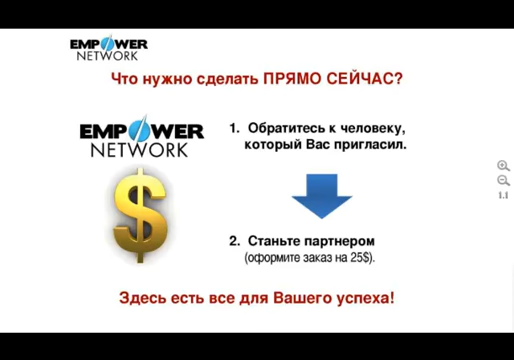 EMPOWER
NETWORK
Что нужно сделать ПРЯМО СЕЙЧАС?
EMPOWER
NETWORK
$
1. Обратитесь к человеку,
который Вас пригласил.
2. Станьте партнером
(оформите заказ на 25$).
Здесь есть все для Вашего успеха!
1:1